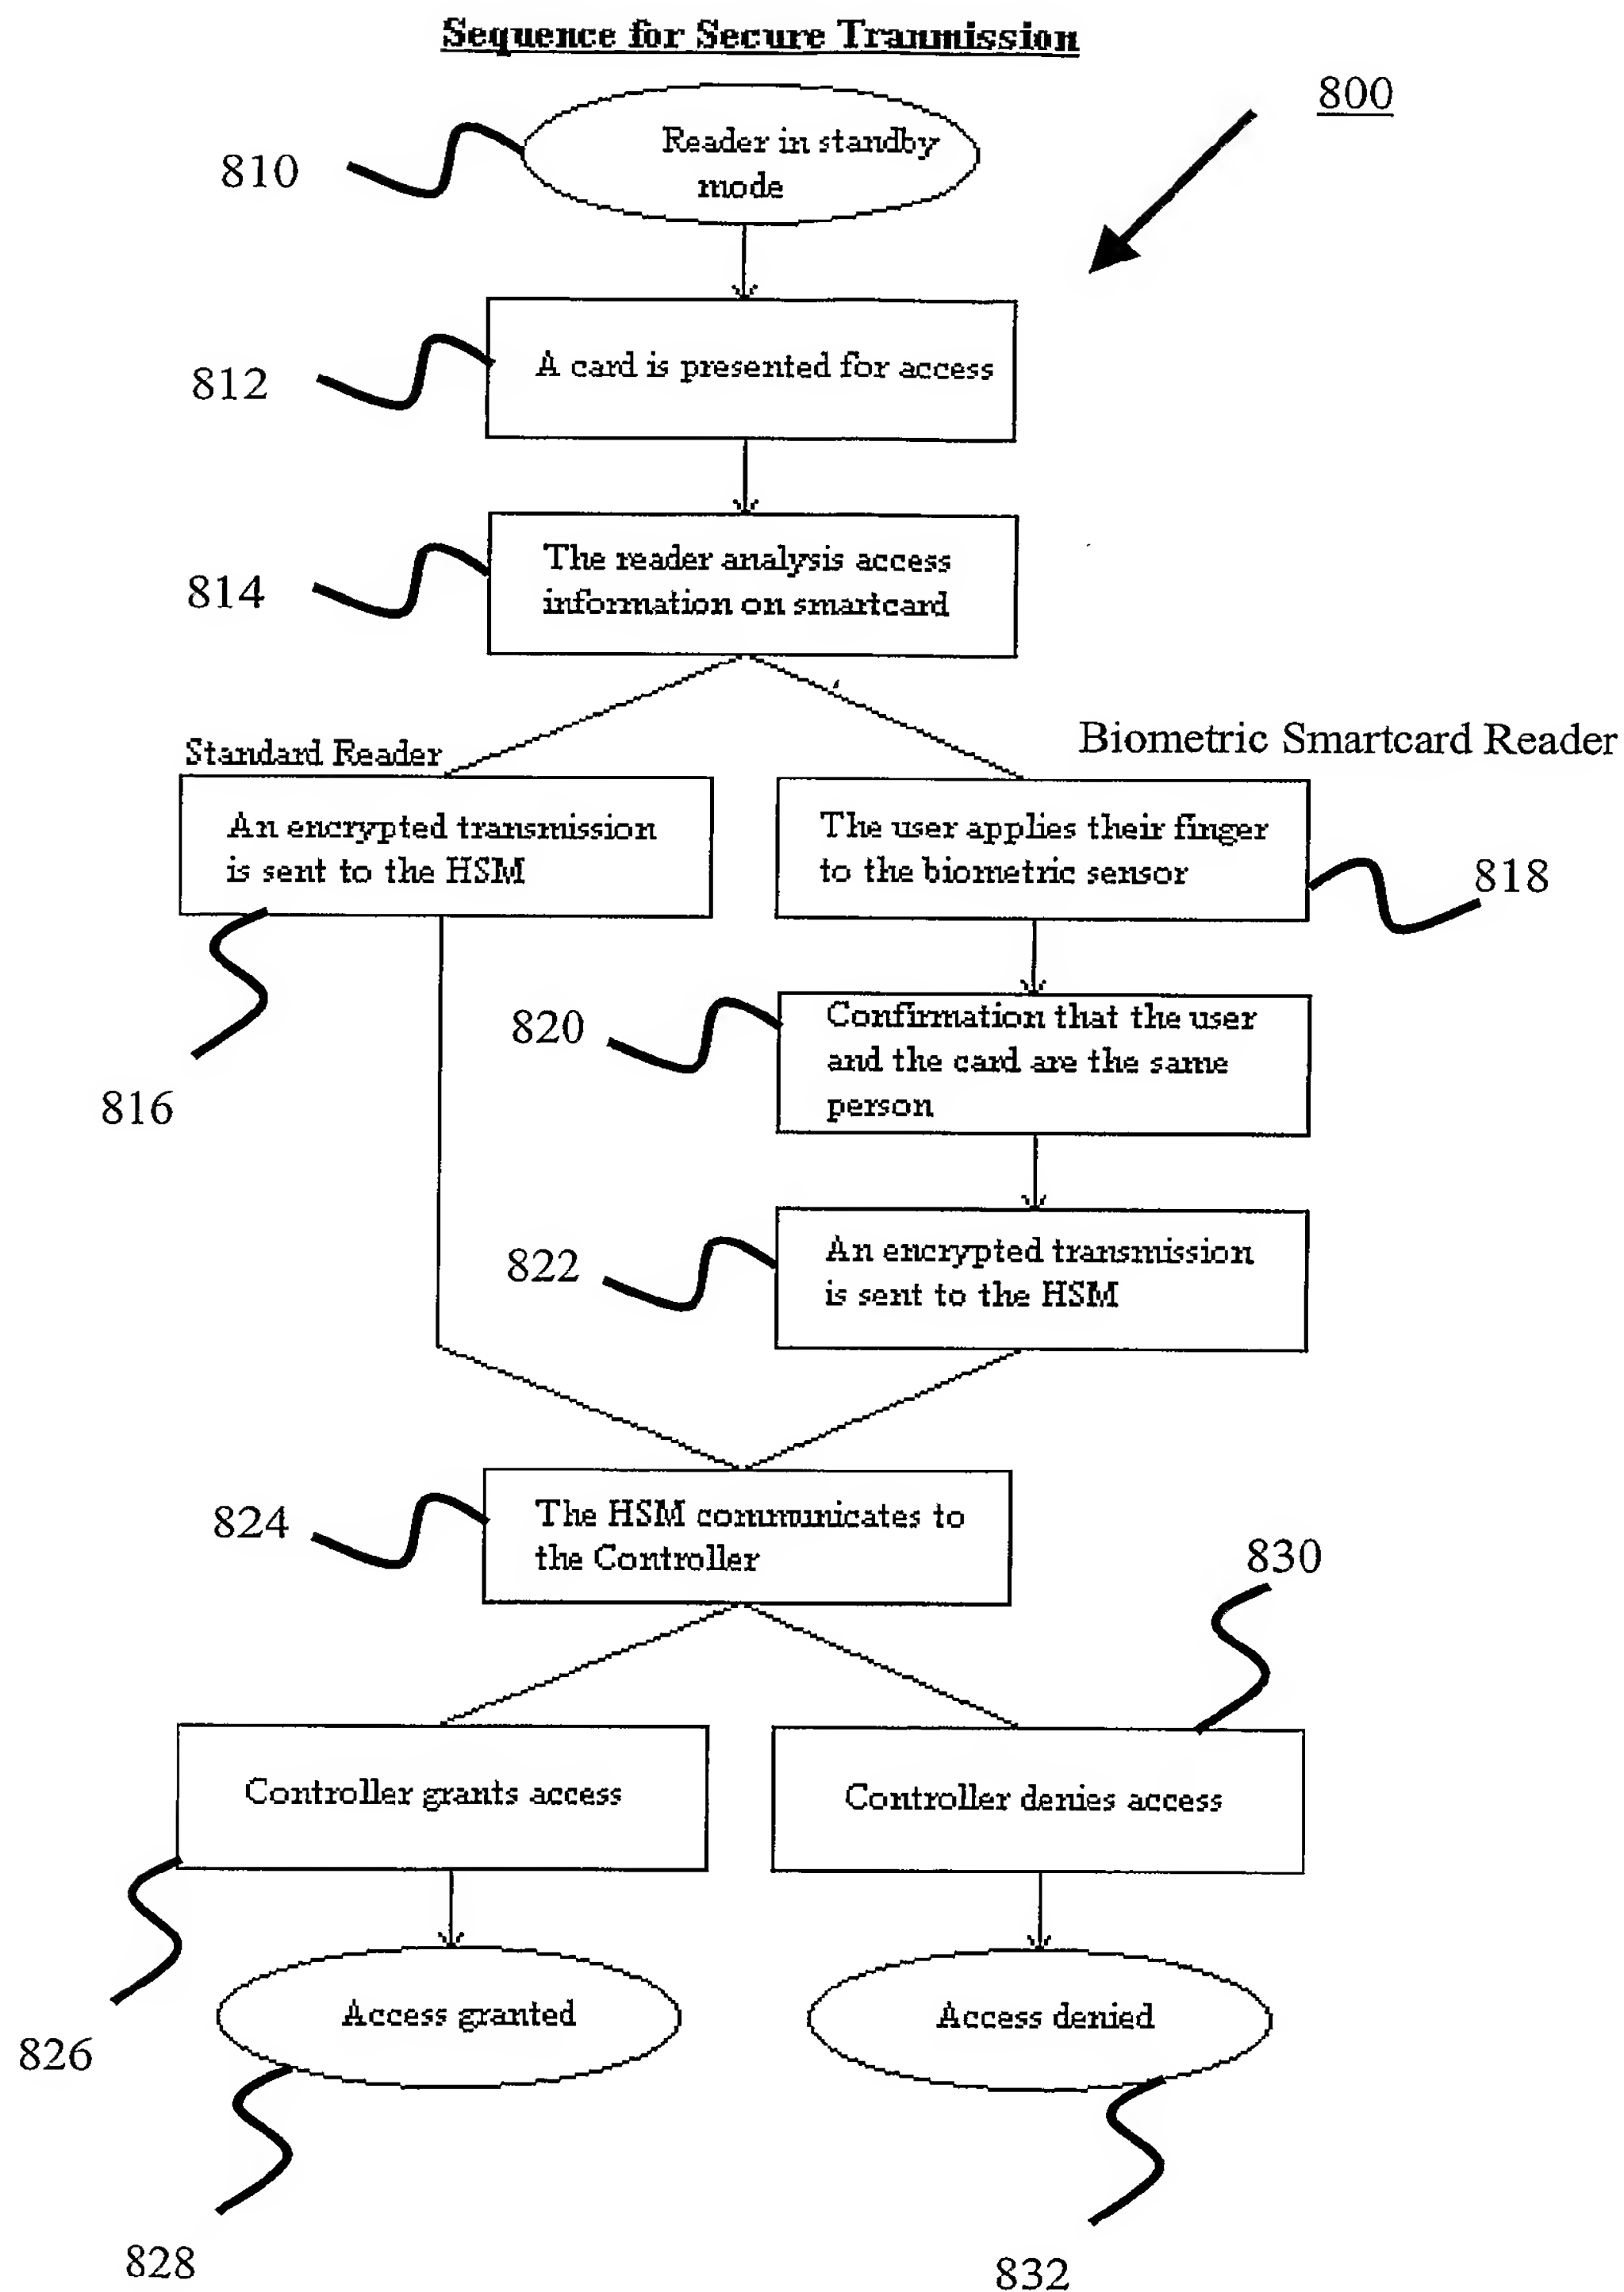 Sequence for Secure Tranmission
800
Reader in standby
mode
810
A card is presented for access
812
The reader analysis access
information on smartcard
814
Standard Reader
Biometric Smartcard Reader
An encrypted transmission
is sent to the HSM
The user applies their finger
to the biometric sensor
818
816
820
Confirmation that the user
and the card are the same
person
822
An encrypted transmission
is sent to the HSM
824
The HSM communicates to
the Controller
830
Controller grants access
Controller denies access
826
Access granted
Access denied
828
832